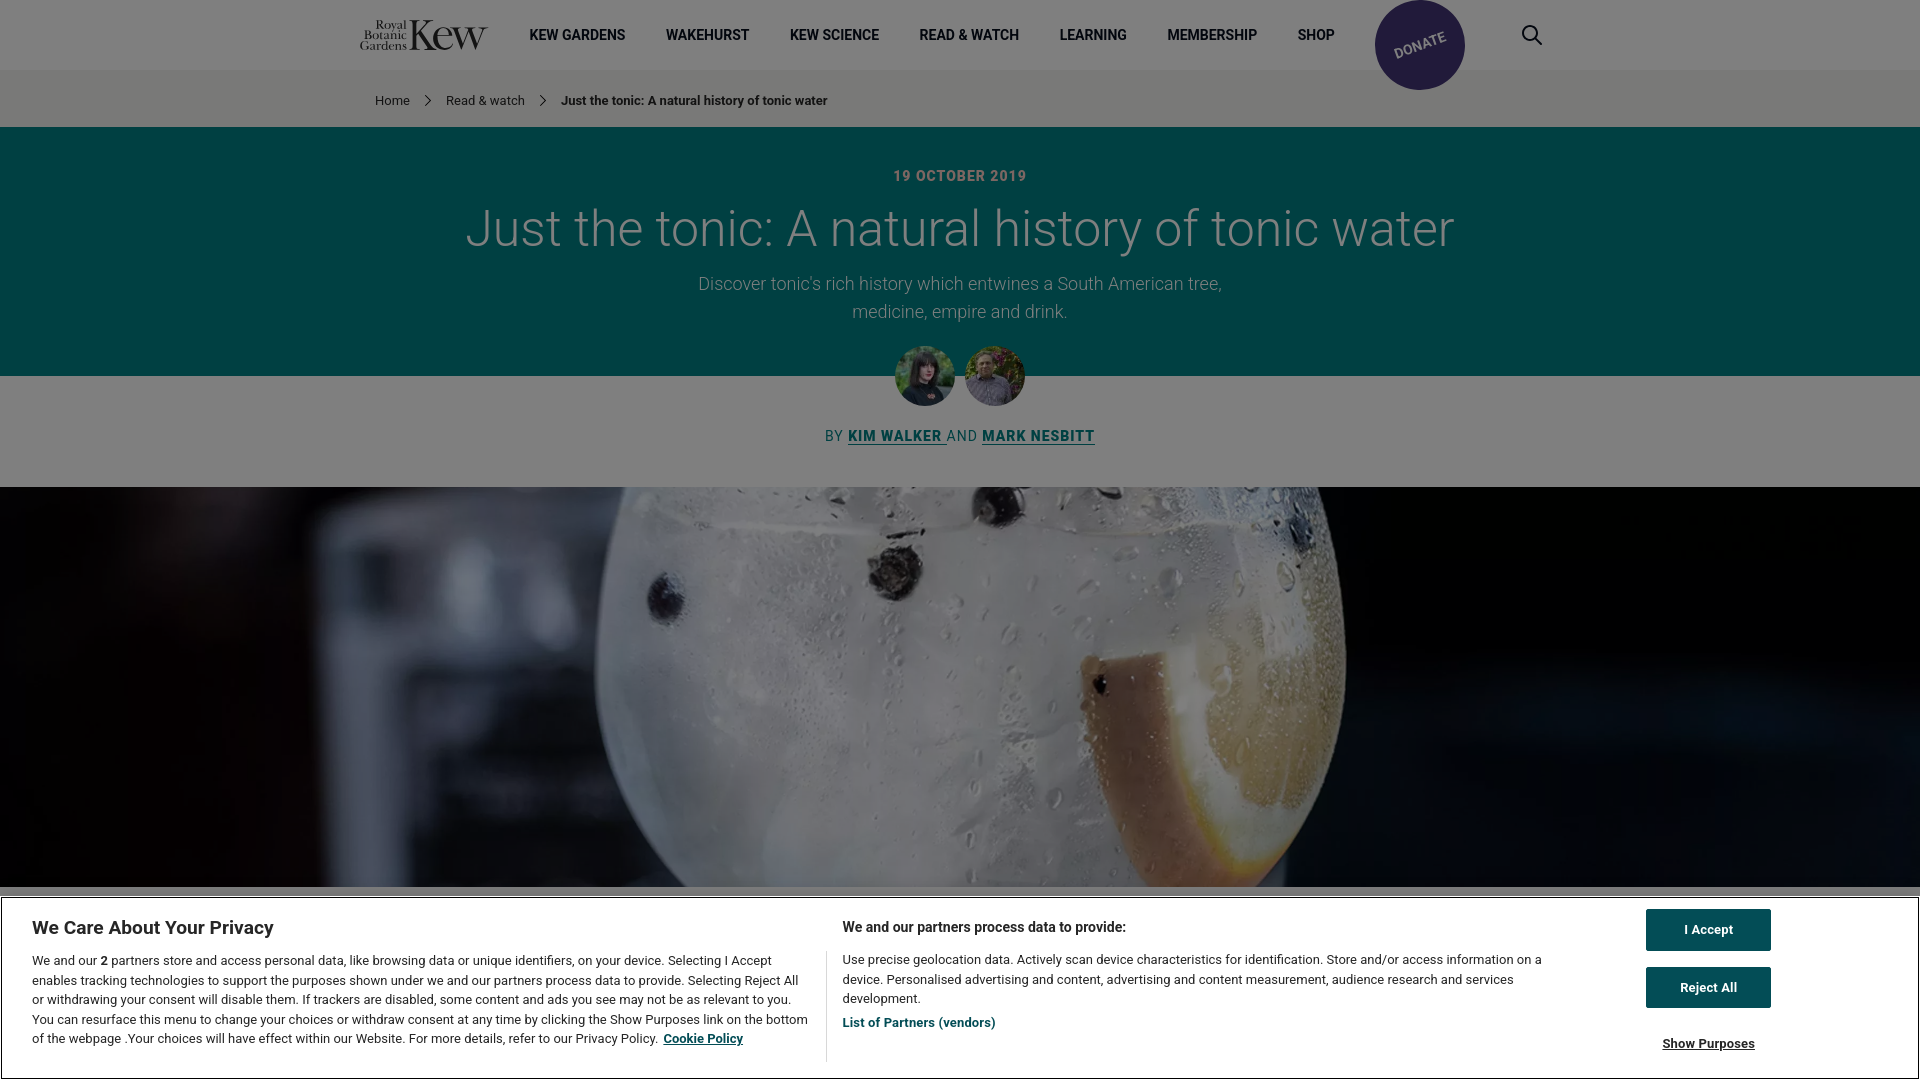 Royal
Botanic
Gardens Kew
KEW GARDENS WAKEHURST KEW SCIENCE READ & WATCH LEARNING MEMBERSHIP SHOP DONATE
Home Read & watch Just the tonic: A natural history of tonic water
19 OCTOBER 2019
Just the tonic: A natural history of tonic water
Discover tonic's rich history which entwines a South American tree,
medicine, empire and drink.
BY KIM WALKER AND MARK NESBITT
We Care About Your Privacy
We and our 2 partners store and access personal data, like browsing data or unique identifiers, on your device. Selecting I Accept
enables tracking technologies to support the purposes shown under we and our partners process data to provide. Selecting Reject All
or withdrawing your consent will disable them. If trackers are disabled, some content and ads you see may not be as relevant to you.
You can resurface this menu to change your choices or withdraw consent at any time by clicking the Show Purposes link on the bottom
of the webpage .Your choices will have effect within our Website. For more details, refer to our Privacy Policy. Cookie Policy
We and our partners process data to provide:
Use precise geolocation data. Actively scan device characteristics for identification. Store and/or access information on a
device. Personalised advertising and content, advertising and content measurement, audience research and services
development.
List of Partners (vendors)
I Accept
Reject All
Show Purposes